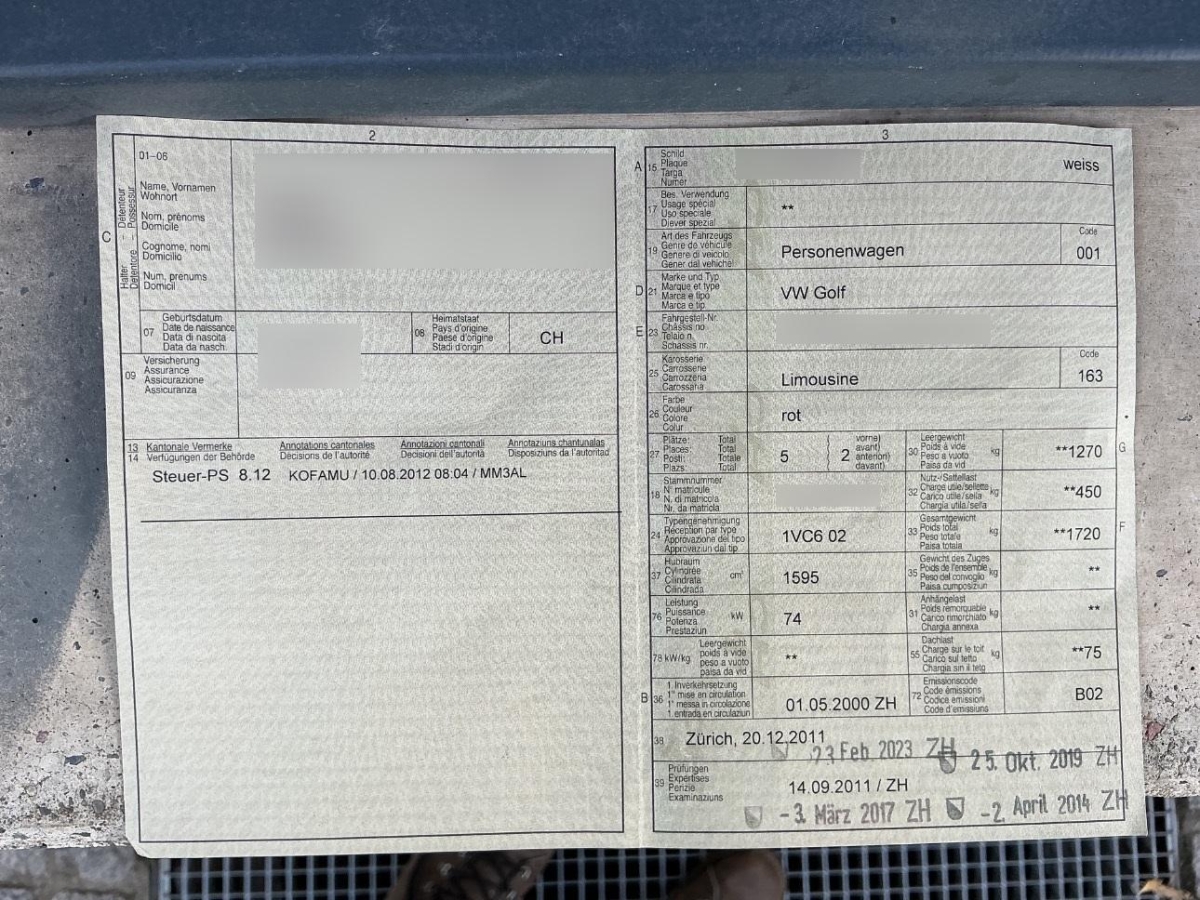 2
01-06
C
Halter - Détenteur
Detentore - Possessur
Name, Vornamen
Wohnort
Nom, prénoms
Domicile
Cognome, nomi
Domicilio
Num, prenums
Domicil
07
Geburtsdatum
Date de naissance
Data di nascita
Data da nasch.
08
Heimatstaat
Pays d'origine
Paese d'origine
Stadi d'origin
CH
09
Versicherung
Assurance
Assicurazione
Assicuranza
13 Kantonale Vermerke Annotations cantonales Annotazioni cantonali Annotaziuns chantunalas
14 Verfügungen der Behörde Décisions de l'autorité Decisioni dell'autorità Disposiziuns da l'autoritad
Steuer-PS 8.12 KOFAMU / 10.08.2012 08:04 / MM3AL
3
A 15
Schild
Plaque
Targa
Numer
weiss
17
Bes. Verwendung
Usage spécial
Uso speciale
Diever spezial
**
19
Art des Fahrzeugs
Genre de véhicule
Genere di veicolo
Gener dal vehichel
Personenwagen
Code
001
D 21
Marke und Typ
Marque et type
Marca e tipo
Marca e tip
VW Golf
E 23
Fahrgestell-Nr.
Châssis no
Telaio n.
Schassis nr.
25
Karosserie
Carrosserie
Carrozzeria
Carossaria
Limousine
Code
163
26
Farbe
Couleur
Colore
Colur
rot
27
Plätze: Total
Places: Total
Posti: Totale
Plazs: Total
5
2
vorne)
avant)
anteriori)
davant)
30
Leergewicht
Poids à vide
Peso a vuoto
Paisa da vid
kg
**1270
G
18
Stammnummer
N° matricule
N. di matricola
Nr. da matricla
32
Nutz-/Sattellast
Charge utile/sellette
Carico utile/sella
Chargia utila/sella
kg
**450
24
Typengenehmigung
Réception par type
Approvazione del tipo
Approvaziun dal tip
1VC6 02
33
Gesamtgewicht
Poids total
Peso totale
Paisa totala
kg
**1720
F
37
Hubraum
Cylindrée
Cilindrata
Cilindrada
cm³
1595
35
Gewicht des Zuges
Poids de l'ensemble
Peso del convoglio
Paisa cumposiziun
kg
**
76
Leistung
Puissance
Potenza
Prestaziun
kW
74
31
Anhängelast
Poids remorquable
Carico rimorchiato
Chargia annexa
kg
**
78 kW/kg
Leergewicht
poids à vide
peso a vuoto
paisa da vid
**
55
Dachlast
Charge sur le toit
Carico sul tetto
Chargia sin il tetg
kg
**75
B 36
1. Inverkehrsetzung
1re mise en circulation
1a messa in circolazione
1. entrada en circulaziun
01.05.2000 ZH
72
Emissionscode
Code émissions
Codice emissioni
Code d'emissiuns
B02
38
Zürich, 20.12.2011
23 Feb 2023 ZH
25. Okt. 2019 ZH
39
Prüfungen
Expertises
Perizie
Examinaziuns
14.09.2011 / ZH
-3. März 2017 ZH
-2. April 2014 ZH